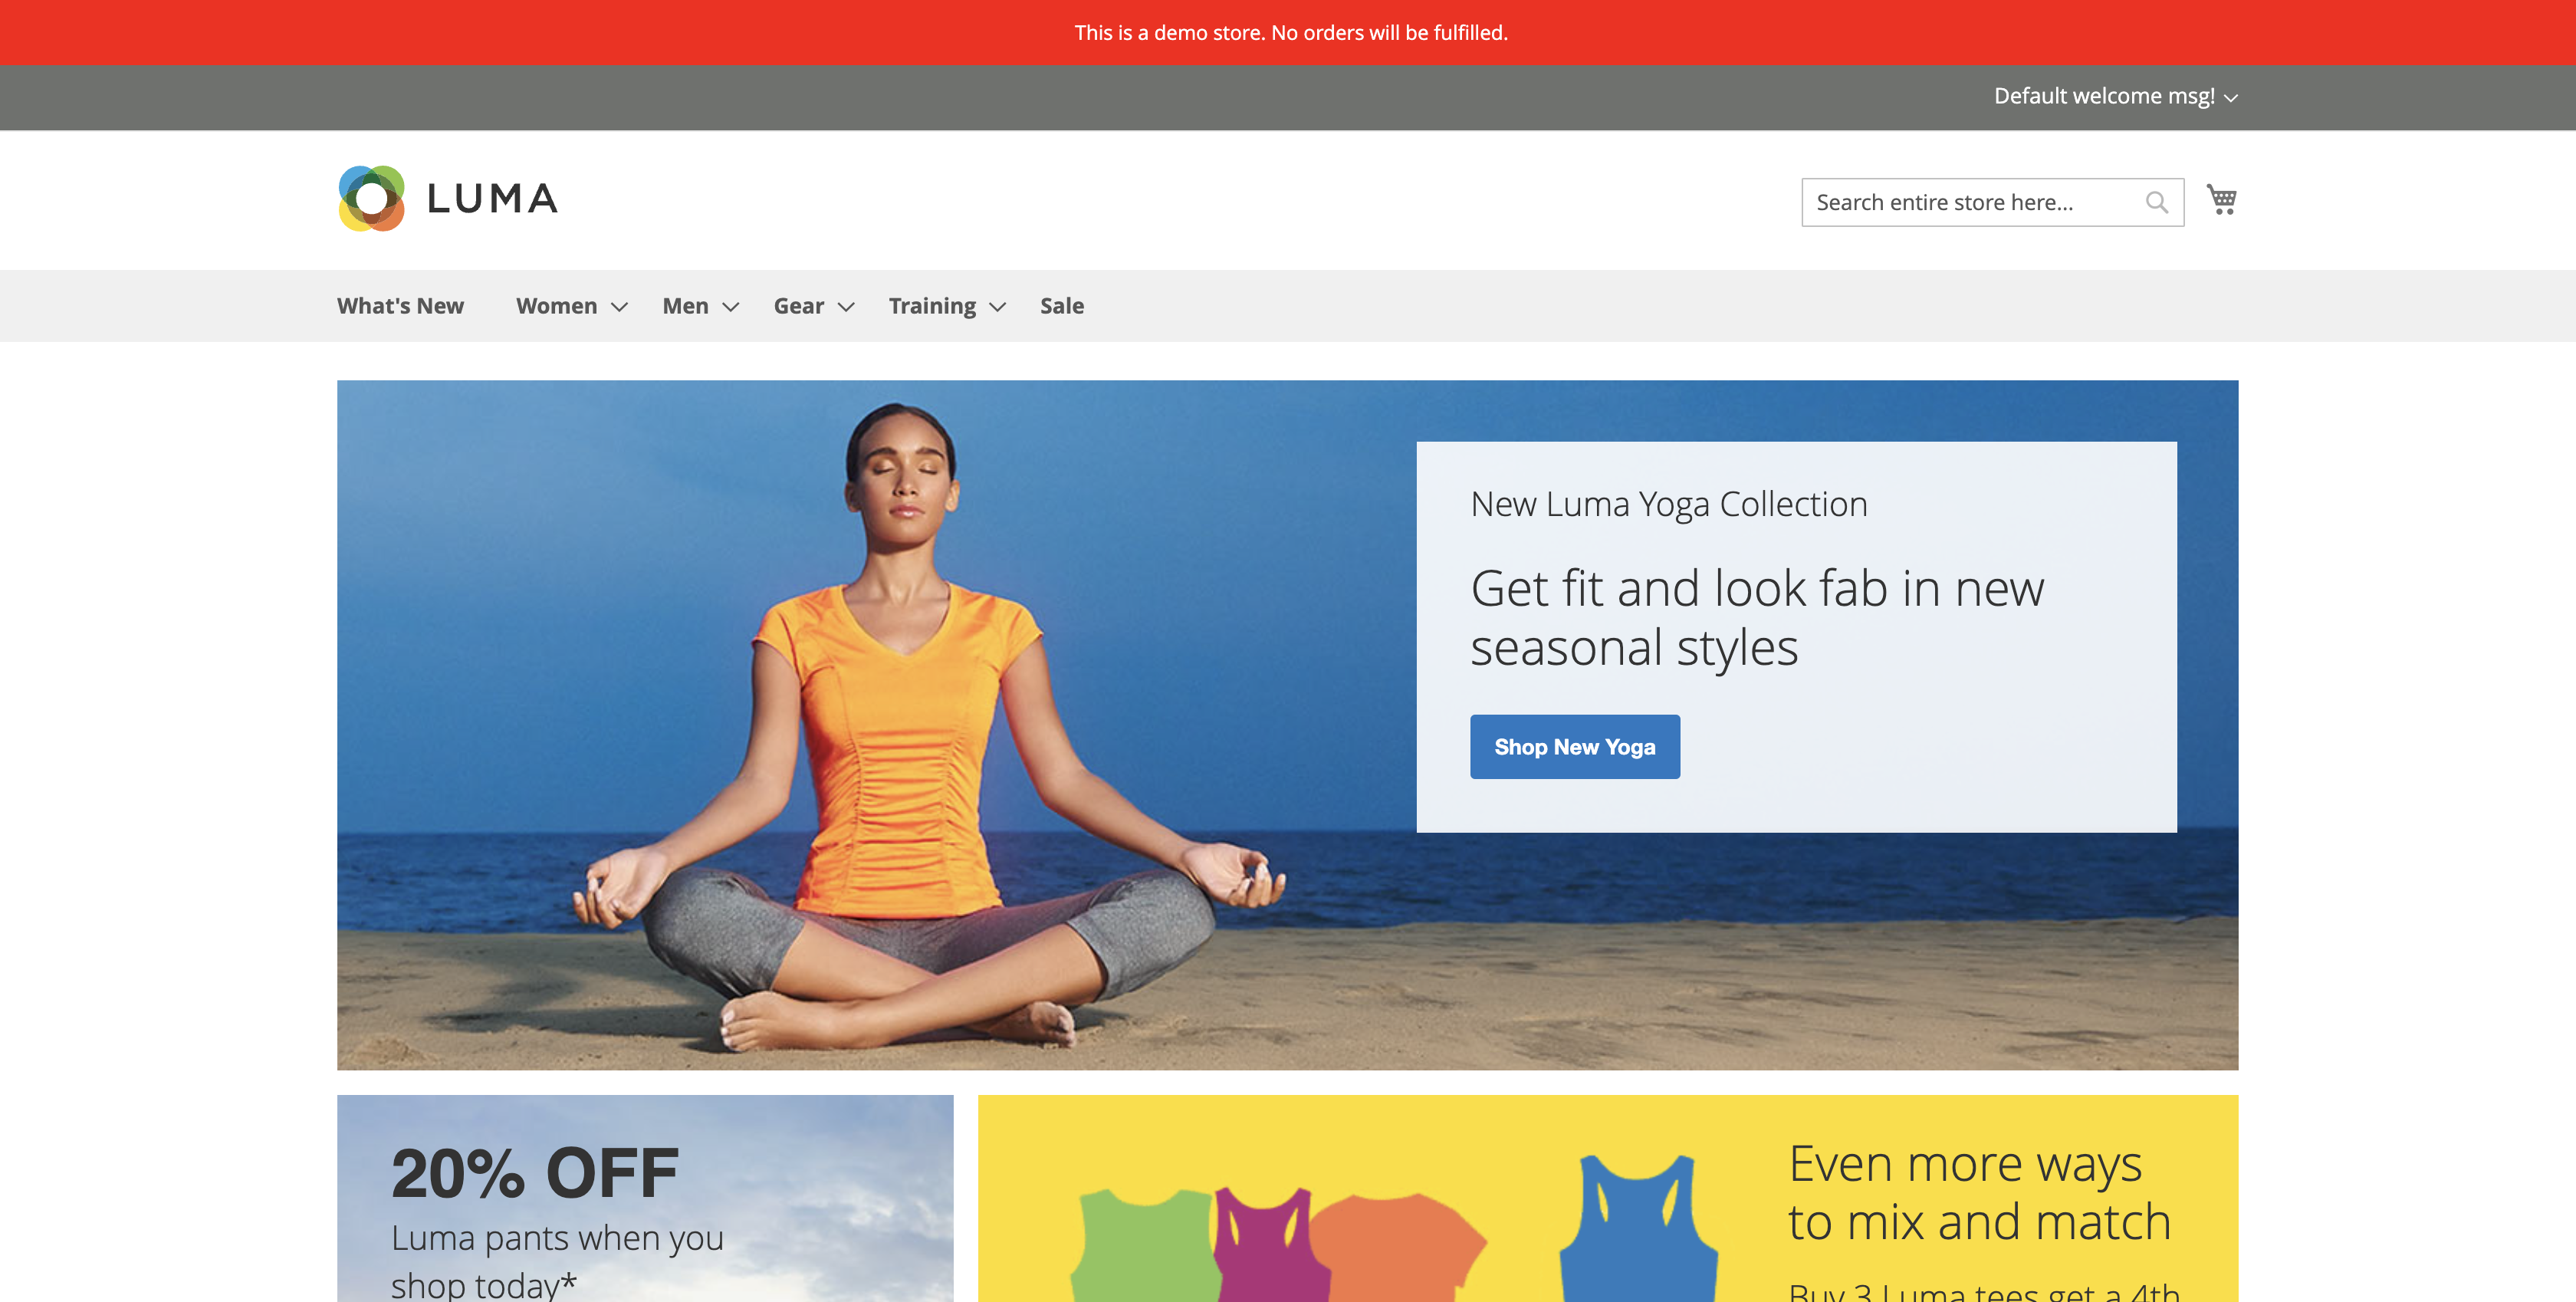 This is a demo store. No orders will be fulfilled.
Default welcome msg!
LUMA
Search entire store here...
What's New Women Men Gear Training Sale
New Luma Yoga Collection
Get fit and look fab in new
seasonal styles
Shop New Yoga
20% OFF
Luma pants when you
shop today*
Even more ways
to mix and match
Buy 3 Luma tees get a 4th